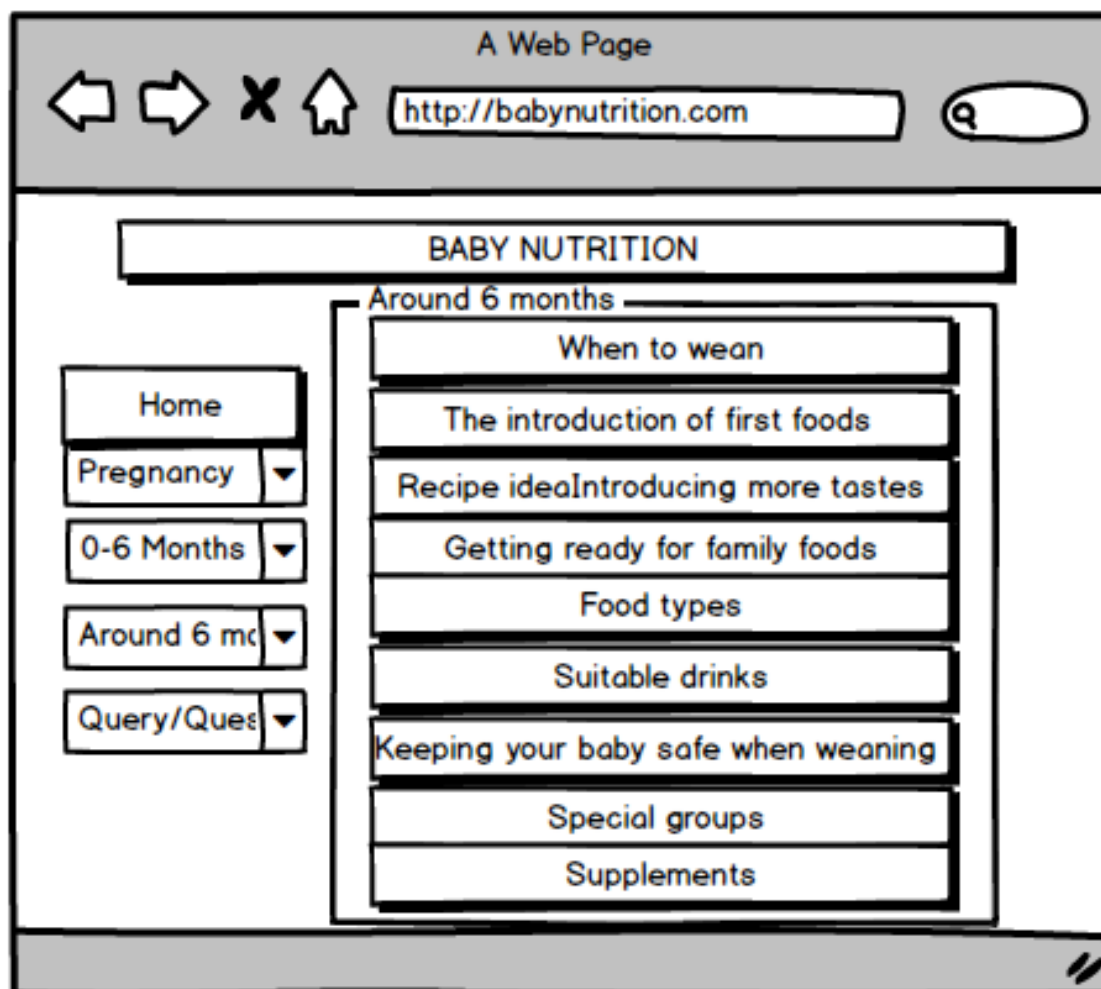 A Web Page
http://babynutrition.com
BABY NUTRITION
Home
Pregnancy
0-6 Months
Around 6 mo
Query/Ques
Around 6 months
When to wean
The introduction of first foods
Recipe ideaIntroducing more tastes
Getting ready for family foods
Food types
Suitable drinks
Keeping your baby safe when weaning
Special groups
Supplements